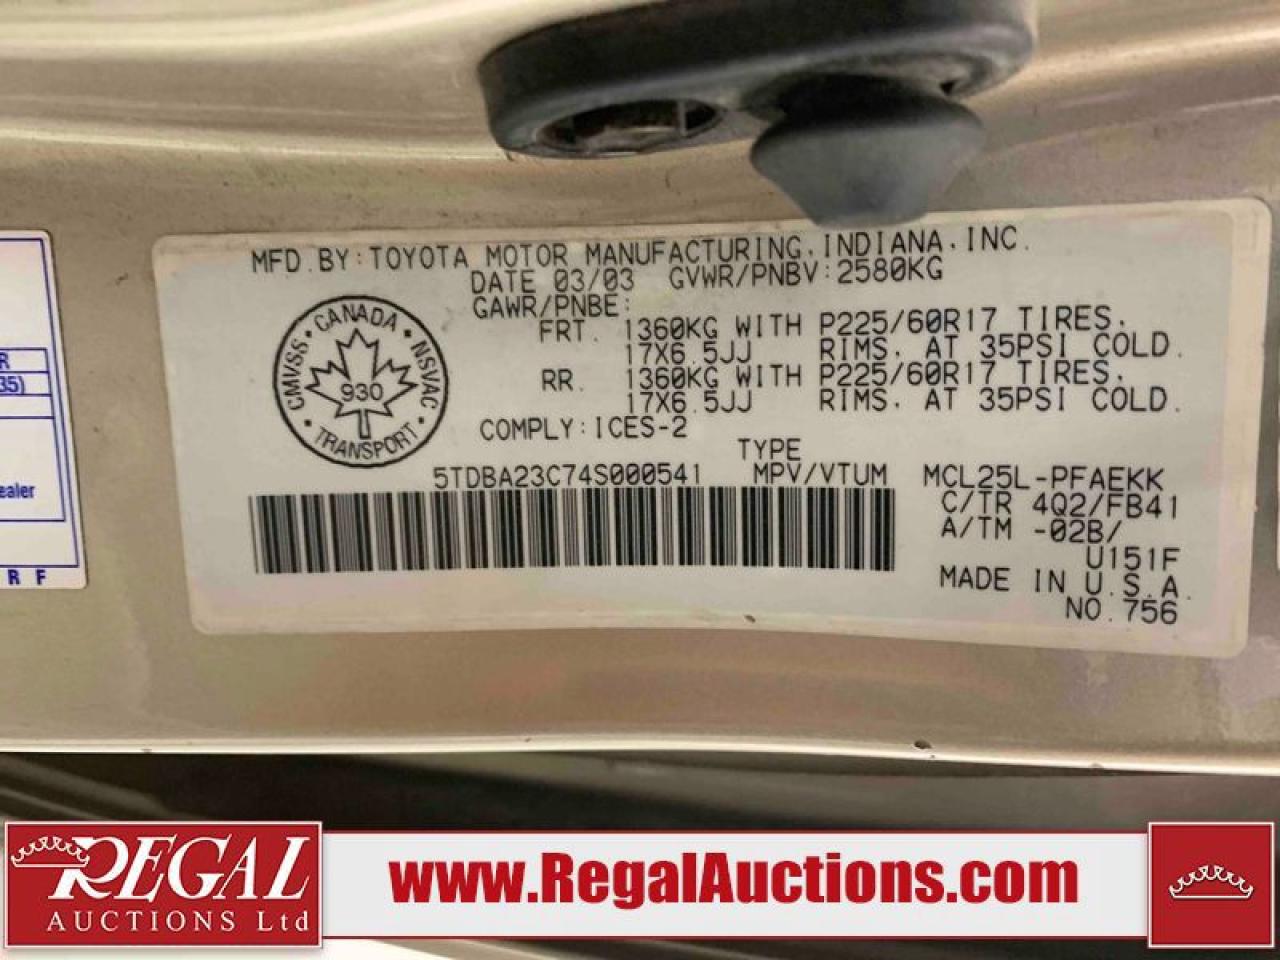 MFD. BY: TOYOTA MOTOR MANUFACTURING, INDIANA, INC.
DATE 03/03 GVWR/PNBV: 2580KG
GAWR/PNBE:
FRT. 1360KG WITH P225/60R17 TIRES,
17X6.5JJ RIMS, AT 35PSI COLD.
RR. 1360KG WITH P225/60R17 TIRES,
17X6.5JJ RIMS, AT 35PSI COLD.
COMPLY: ICES-2
CANADA
CMVSS · NSVAC
930
TRANSPORT
TYPE
5TDBA23C74S000541 MPV/VTUM MCL25L-PFAEKK
C/TR 4Q2/FB41
A/TM -02B/
U151F
MADE IN U.S.A.
NO. 756
R
35)
ealer
R F
REGAL
AUCTIONS Ltd
www.RegalAuctions.com